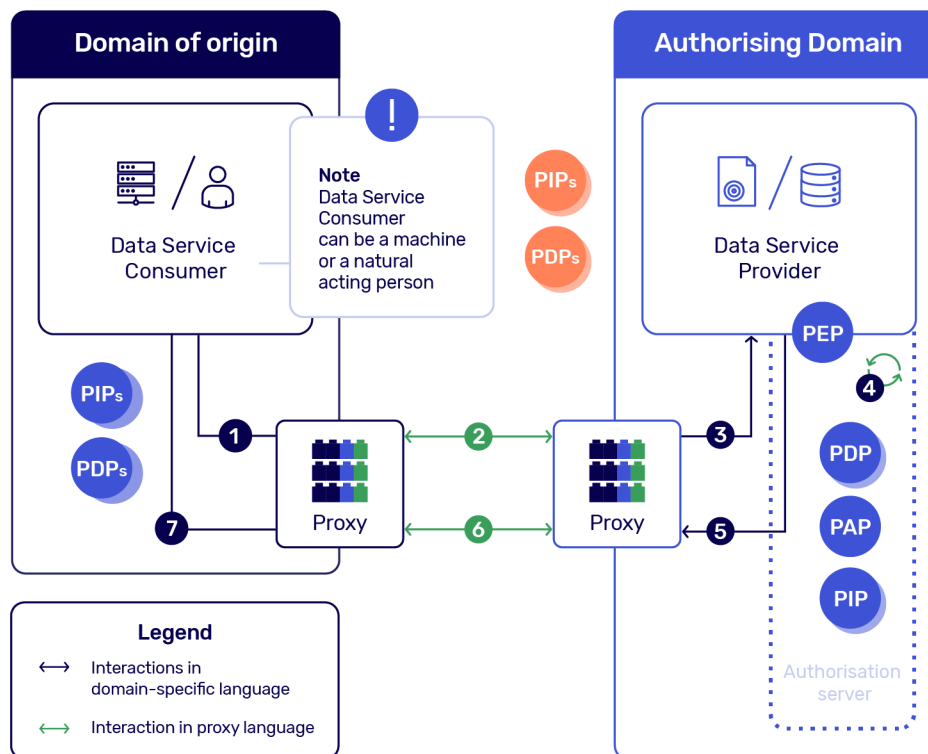 Domain of origin
Authorising Domain
!
Note
Data Service
Consumer
can be a machine
or a natural
acting person
Data Service
Consumer
PIPs
PDPs
Data Service
Provider
PEP
4
PIPs
PDPs
1
2
3
Proxy
Proxy
7
6
5
PDP
PAP
PIP
Authorisation
server
Legend
Interactions in
domain-specific language
Interaction in proxy language